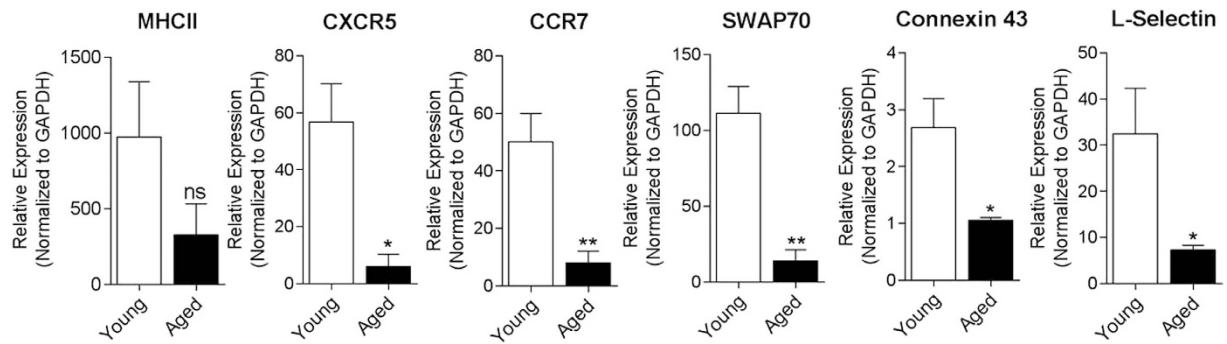 MHCII
Relative Expression
(Normalized to GAPDH)
1500
1000
500
0
ns
Young
Aged
CXCR5
Relative Expression
(Normalized to GAPDH)
80
60
40
20
0
*
Young
Aged
CCR7
Relative Expression
(Normalized to GAPDH)
80
60
40
20
0
**
Young
Aged
SWAP70
Relative Expression
(Normalized to GAPDH)
150
100
50
0
**
Young
Aged
Connexin 43
Relative Expression
(Normalized to GAPDH)
4
3
2
1
0
*
Young
Aged
L-Selectin
Relative Expression
(Normalized to GAPDH)
50
40
30
20
10
0
*
Young
Aged